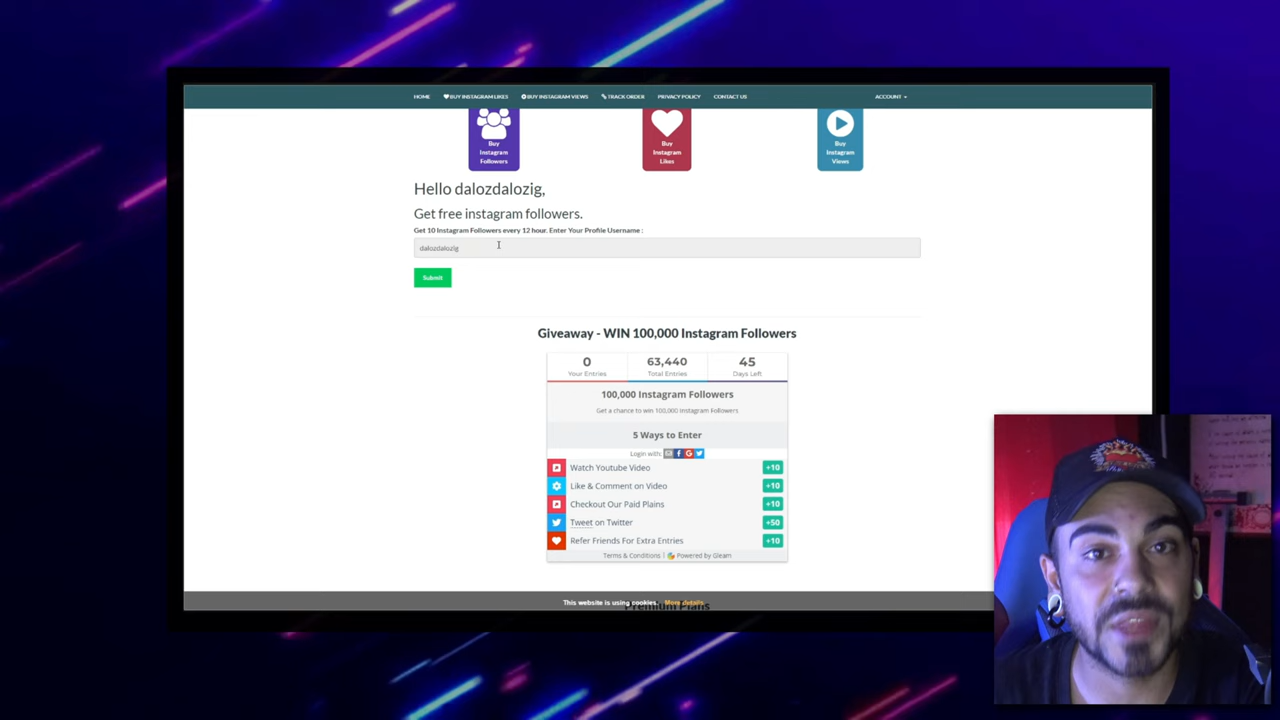 HOME BUY INSTAGRAM LIKES BUY INSTAGRAM VIEWS TRACK ORDER PRIVACY POLICY CONTACT US ACCOUNT
Buy
Instagram
Followers
Buy
Instagram
Likes
Buy
Instagram
Views
Hello dalozdalozig,
Get free instagram followers.
Get 10 Instagram Followers every 12 hour. Enter Your Profile Username :
dalozdalozig
Submit
Giveaway - WIN 100,000 Instagram Followers
0 63,440 45
Your Entries Total Entries Days Left
100,000 Instagram Followers
Get a chance to win 100,000 Instagram Followers.
5 Ways to Enter
Login with:
Watch Youtube Video +10
Like & Comment on Video +10
Checkout Our Paid Plains +10
Tweet on Twitter +50
Refer Friends For Extra Entries +10
Terms & Conditions | Powered by Gleam
This website is using cookies. More details
Premium Plans